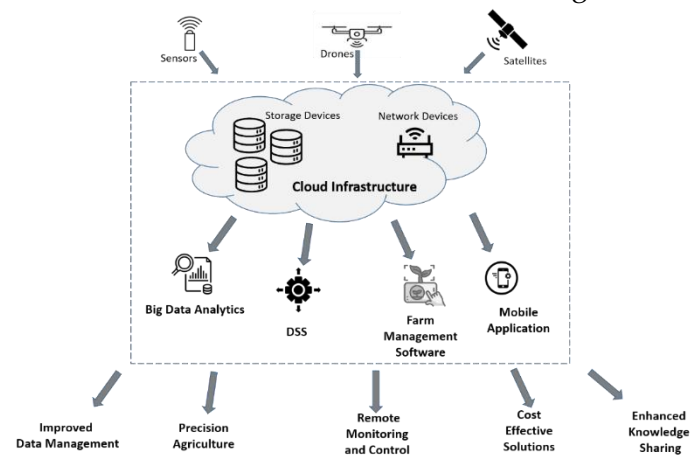 Sensors
Drones
Satellites
Storage Devices
Network Devices
Cloud Infrastructure
Big Data Analytics
DSS
Farm
Management
Software
Mobile
Application
Improved
Data Management
Precision
Agriculture
Remote
Monitoring
and Control
Cost
Effective
Solutions
Enhanced
Knowledge
Sharing